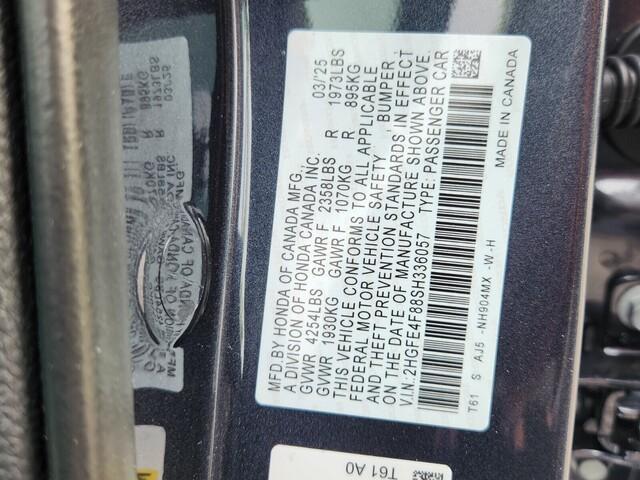 MFD BY HONDA OF CANADA MFG. 03/25
A DIVISION OF HONDA CANADA INC.
GVWR 4254LBS GAWR F 2358LBS R 1973LBS
GVWR 1930KG GAWR F 1070KG R 895KG
THIS VEHICLE CONFORMS TO ALL APPLICABLE
FEDERAL MOTOR VEHICLE SAFETY, BUMPER
AND THEFT PREVENTION STANDARDS IN EFFECT
ON THE DATE OF MANUFACTURE SHOWN ABOVE.
V.I.N:2HGFE4F88SH336057 TYPE: PASSENGER CAR
T61 S AJ5 -NH904MX -W-H MADE IN CANADA
T61 A0